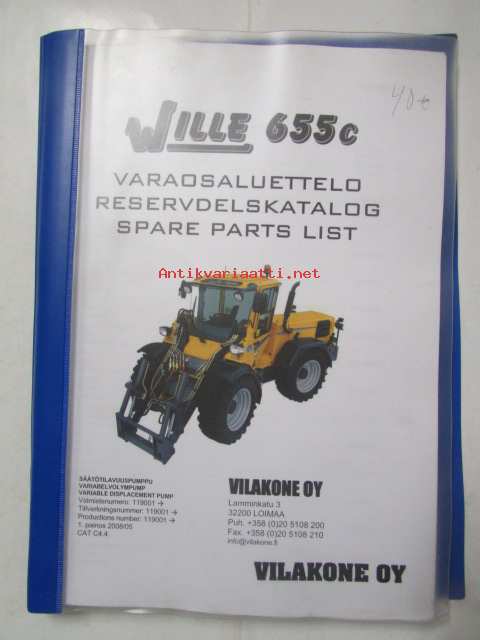 40€
WILLE 655c
VARAOSALUETTELO
RESERVDELSKATALOG
SPARE PARTS LIST
Antikvariaatti.net
SÄÄTÖTILAVUUSPUMPPU
VARIABELVOLYMPUMP
VARIABLE DISPLACEMENT PUMP
Valmistenumero: 119001 →
Tillverkningsnummer: 119001 →
Productions number: 119001 →
1. painos 2008/05
CAT C4.4
VILAKONE OY
Lamminkatu 3
32200 LOIMAA
Puh. +358 (0)20 5108 200
Fax. +358 (0)20 5108 210
info@vilakone.fi
VILAKONE OY